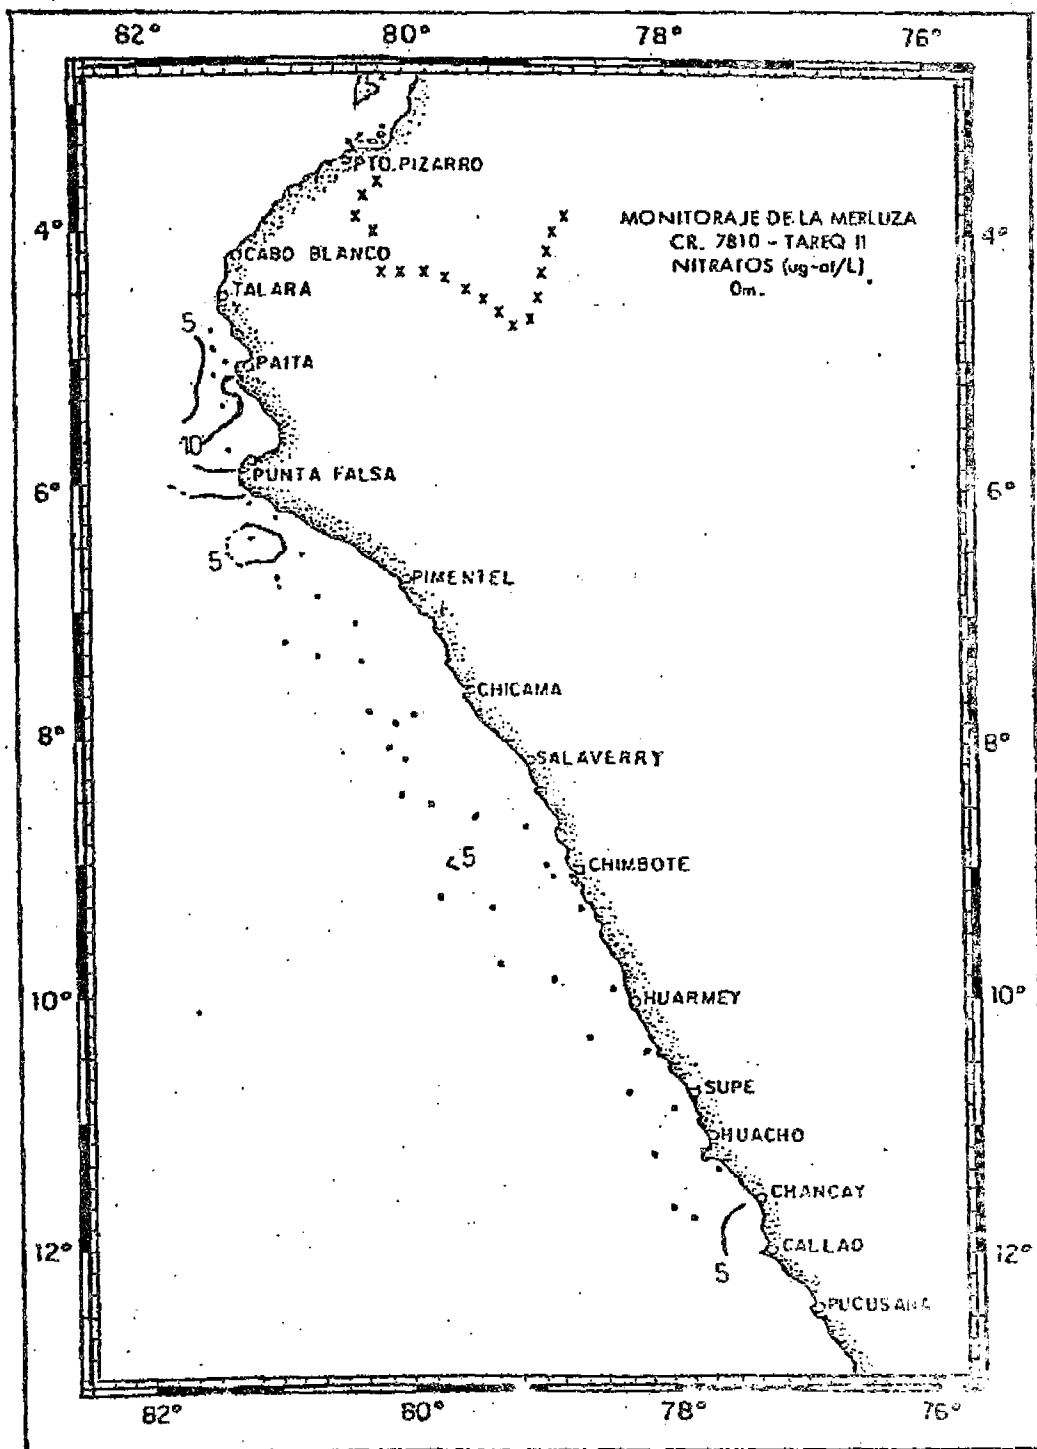 82° 80° 78° 76°
PTO. PIZARRO
MONITORAJE DE LA MERLUZA
CR. 7810 - TAREQ II
NITRATOS (ug-at/L)
0m.
4° 4°
CABO BLANCO
TALARA
5
PAITA
10
PUNTA FALSA
6° 6°
5
PIMENTEL
CHICAMA
8° 8°
SALAVERRY
<5
CHIMBOTE
10° 10°
HUARMEY
SUPE
HUACHO
CHANCAY
CALLAO
12° 12°
5
PUCUSANA
82° 80° 78° 76°